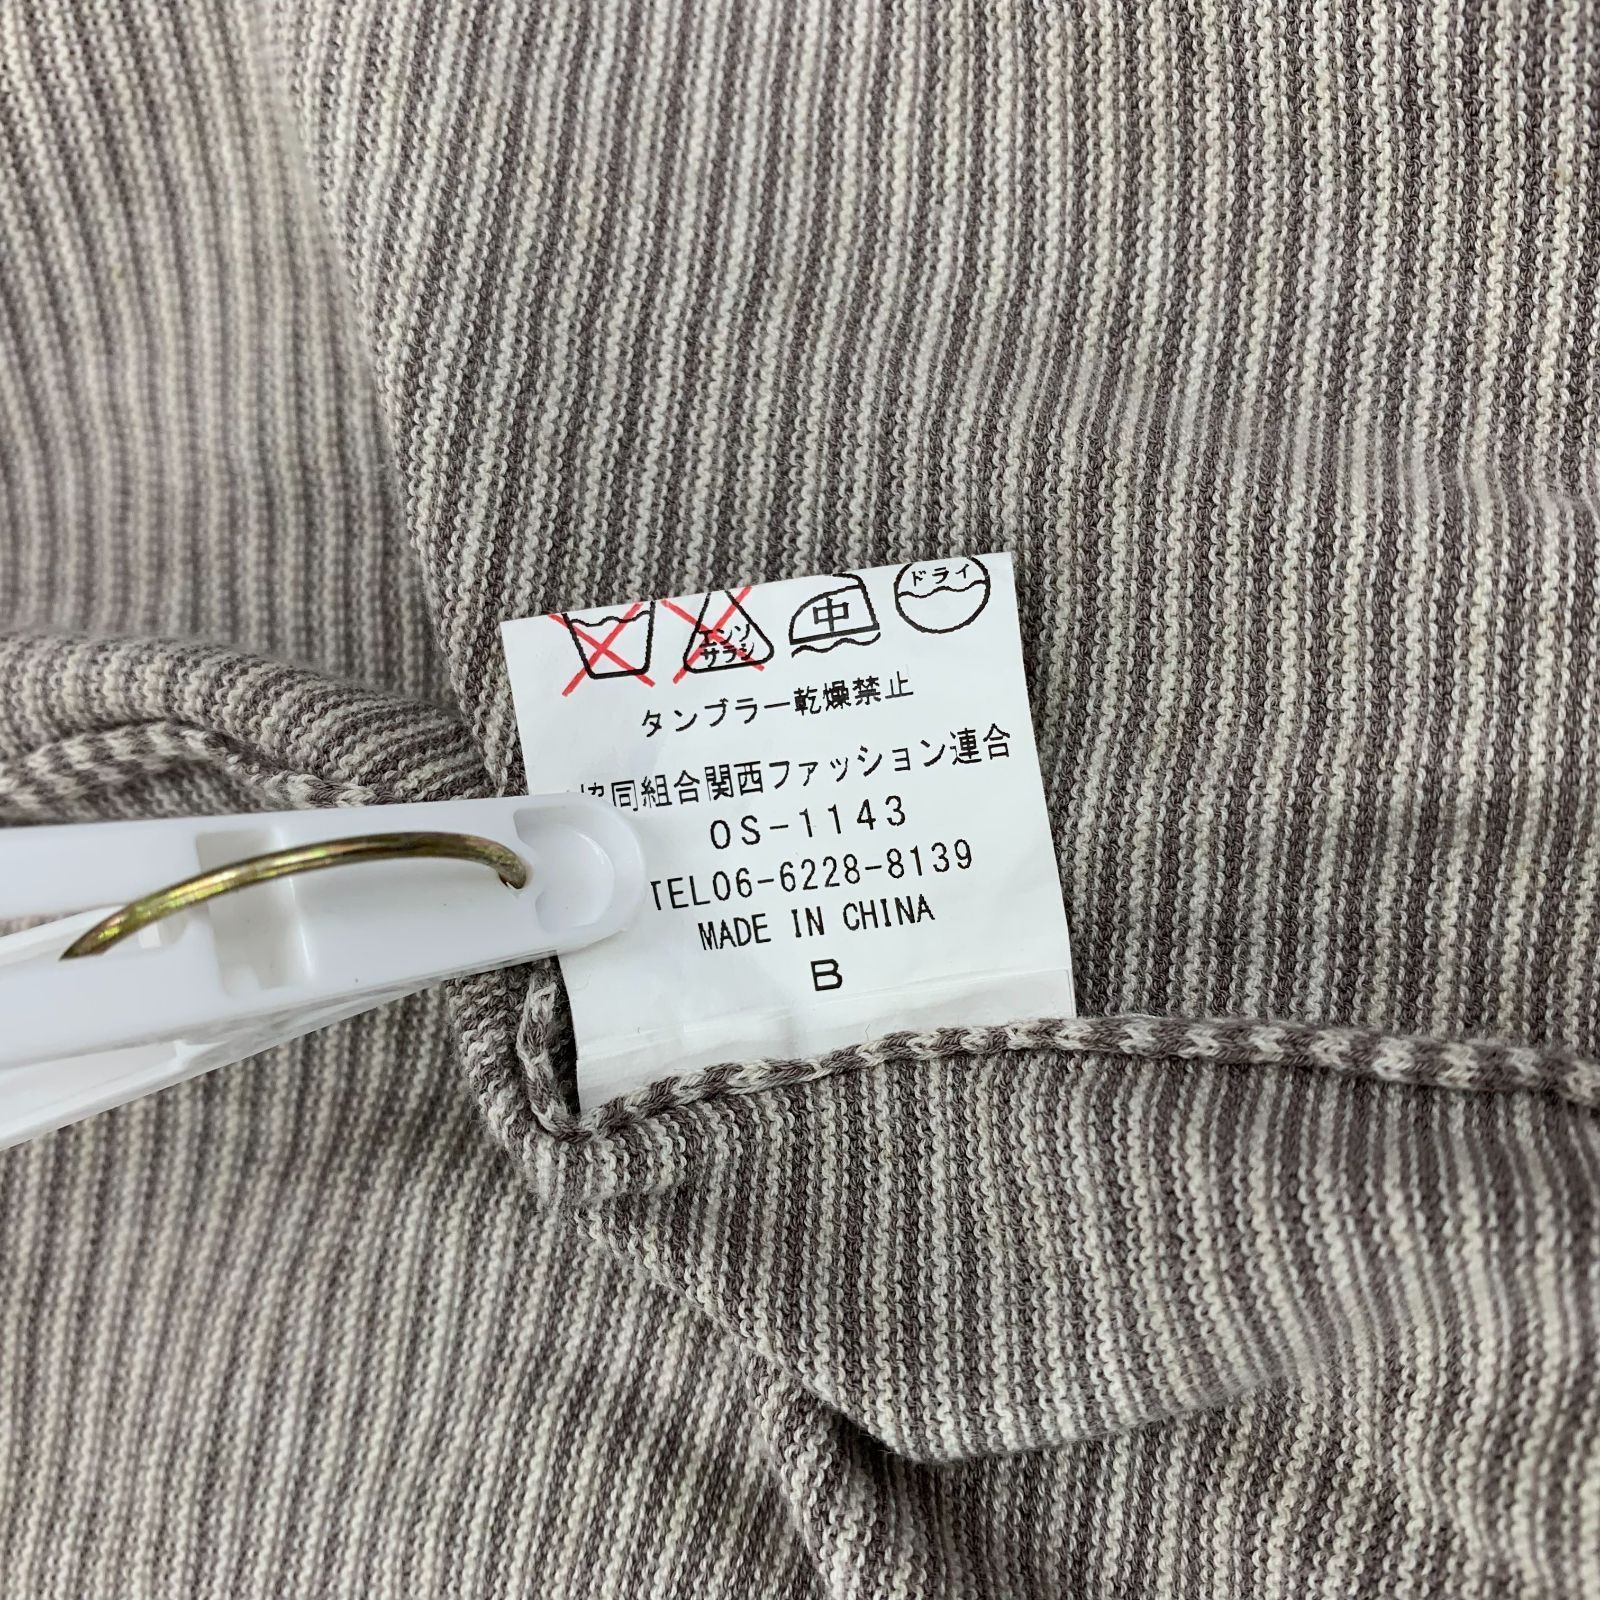 エンソ
サラシ
中
ドライ
タンブラー乾燥禁止
協同組合関西ファッション連合
OS-1143
TEL06-6228-8139
MADE IN CHINA
B